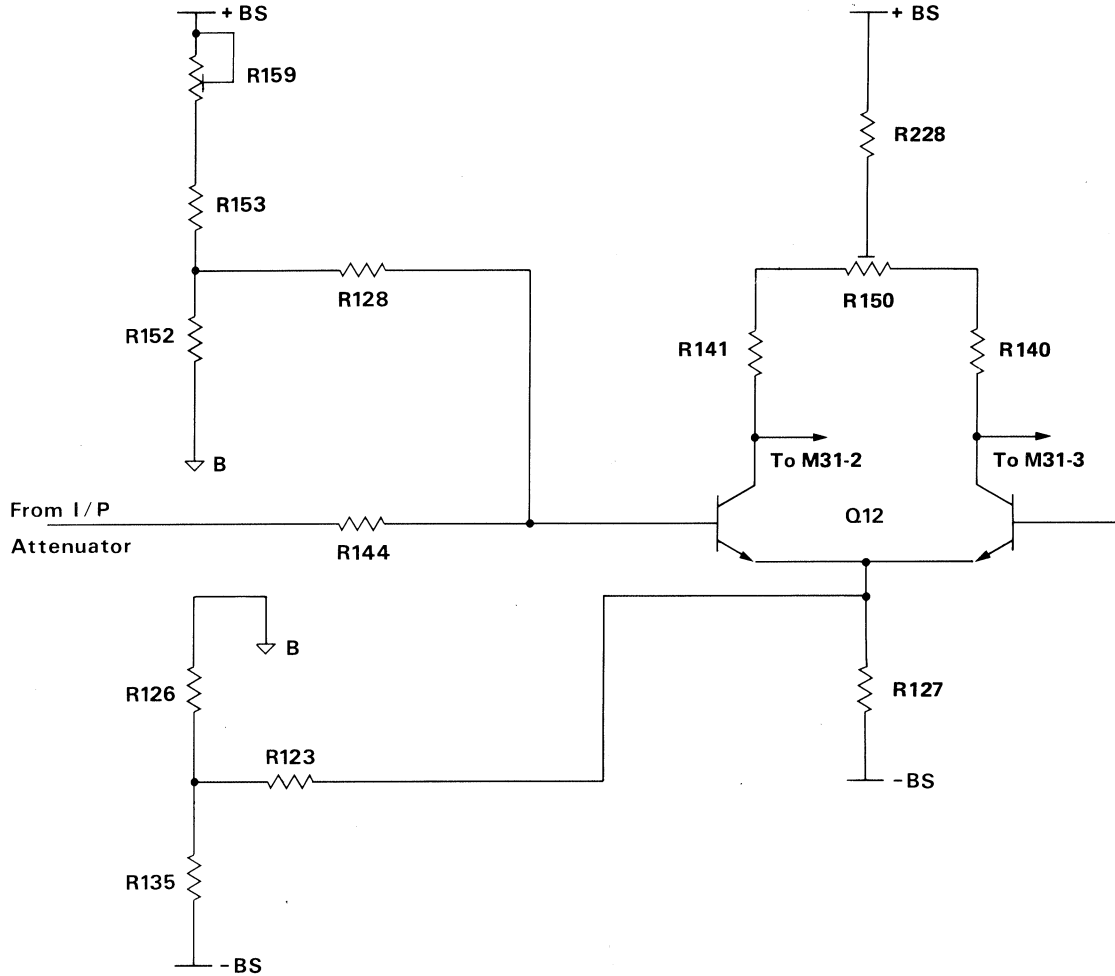 + BS
+ BS
R159
R228
R153
R128
R150
R152
R141
R140
B
To M31-2
To M31-3
From I/P
Attenuator
R144
Q12
B
R126
R127
R123
-BS
R135
-BS